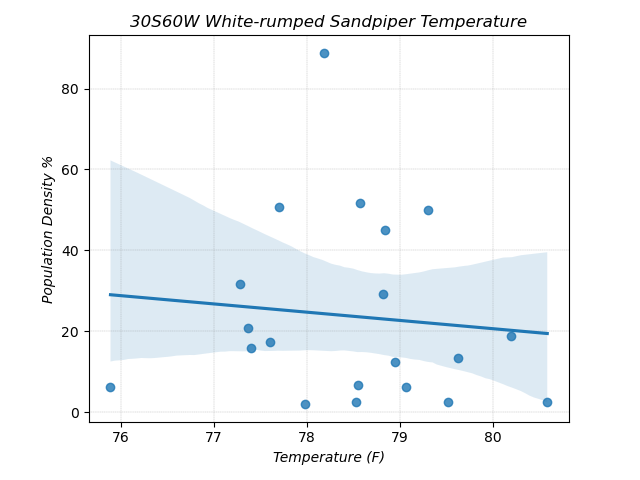 30S60W White-rumped Sandpiper Temperature
Population Density %
80
60
40
20
0
76 77 78 79 80
Temperature (F)